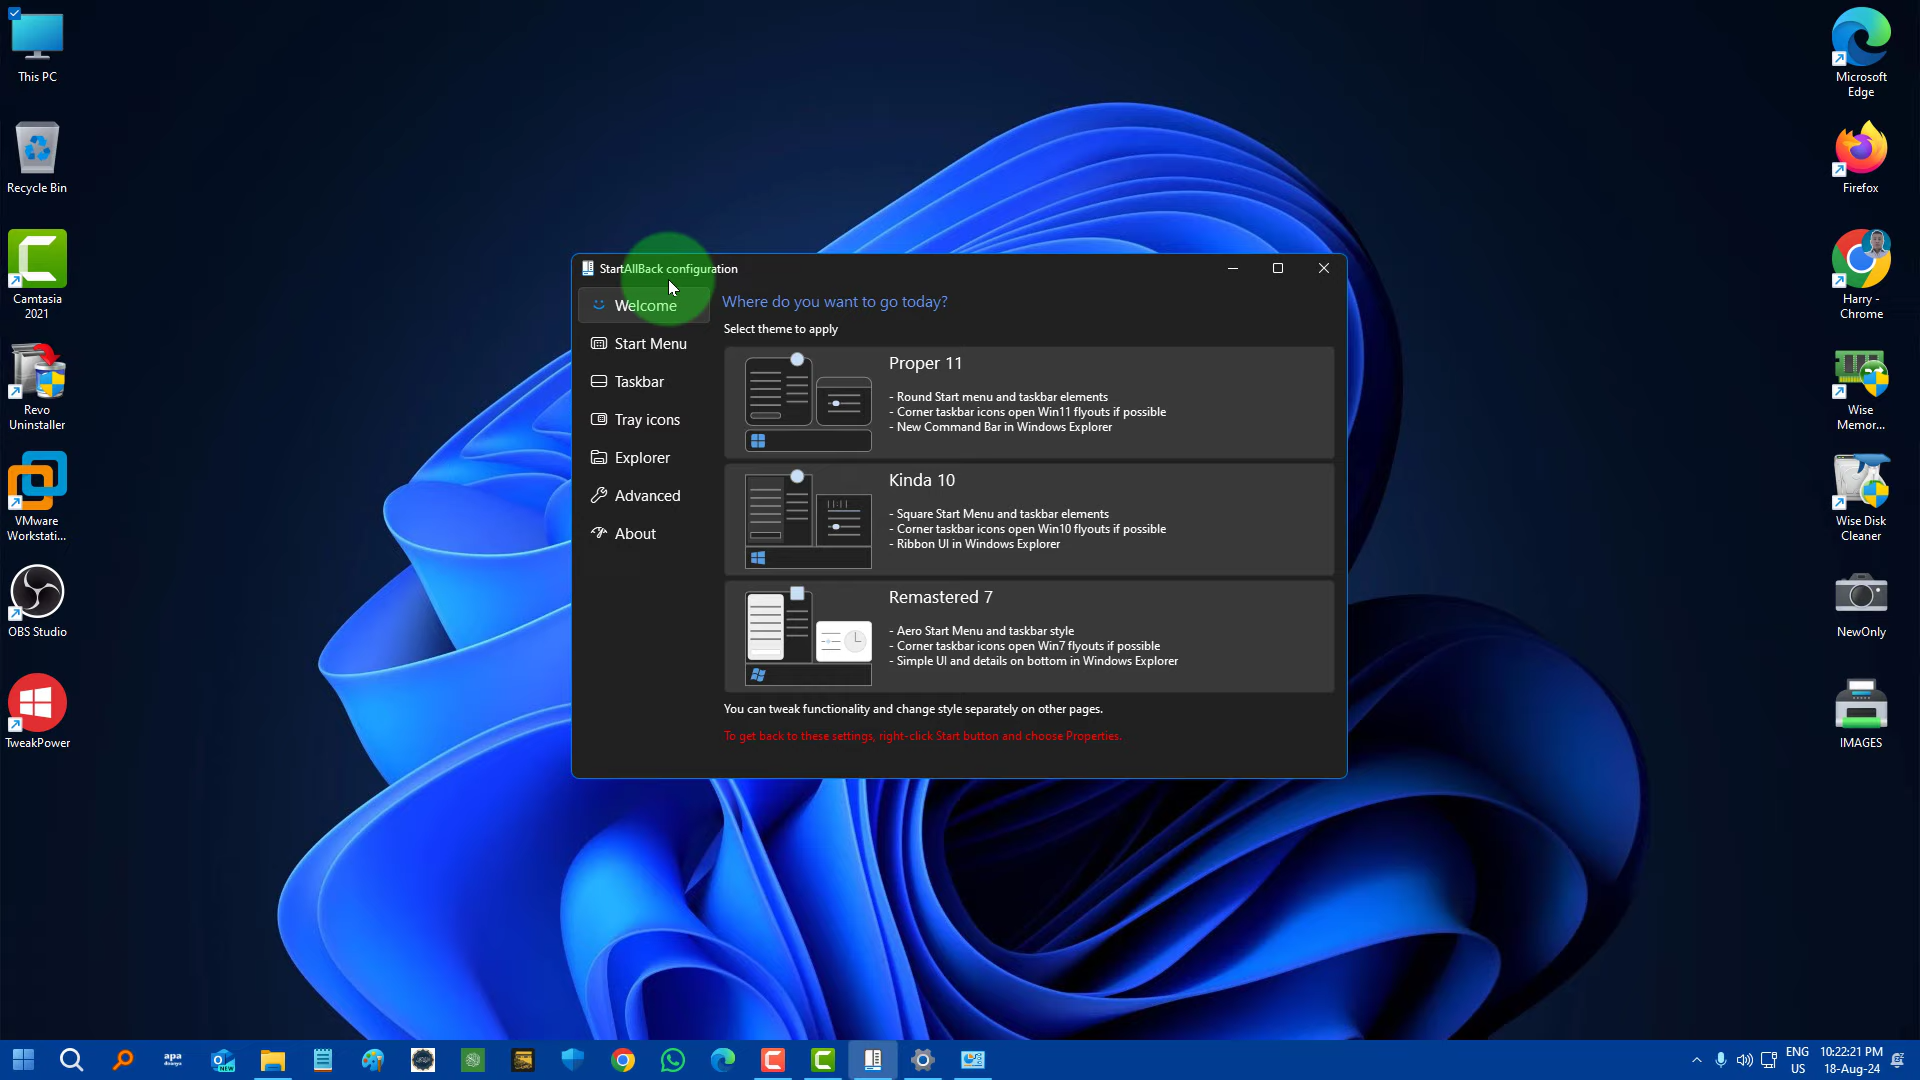 This PC
Recycle Bin
Camtasia
2021
Revo
Uninstaller
VMware
Workstati...
OBS Studio
TweakPower
StartAllBack configuration
Welcome
Start Menu
Taskbar
Tray icons
Explorer
Advanced
About
Where do you want to go today?
Select theme to apply
Proper 11
- Round Start menu and taskbar elements
- Corner taskbar icons open Win11 flyouts if possible
- New Command Bar in Windows Explorer
Kinda 10
- Square Start Menu and taskbar elements
- Corner taskbar icons open Win10 flyouts if possible
- Ribbon UI in Windows Explorer
Remastered 7
- Aero Start Menu and taskbar style
- Corner taskbar icons open Win7 flyouts if possible
- Simple UI and details on bottom in Windows Explorer
You can tweak functionality and change style separately on other pages.
To get back to these settings, right-click Start button and choose Properties.
Microsoft
Edge
Firefox
Harry -
Chrome
Wise
Memor...
Wise Disk
Cleaner
NewOnly
IMAGES
apa
NEW
ENG
US
10:22:21 PM
18-Aug-24